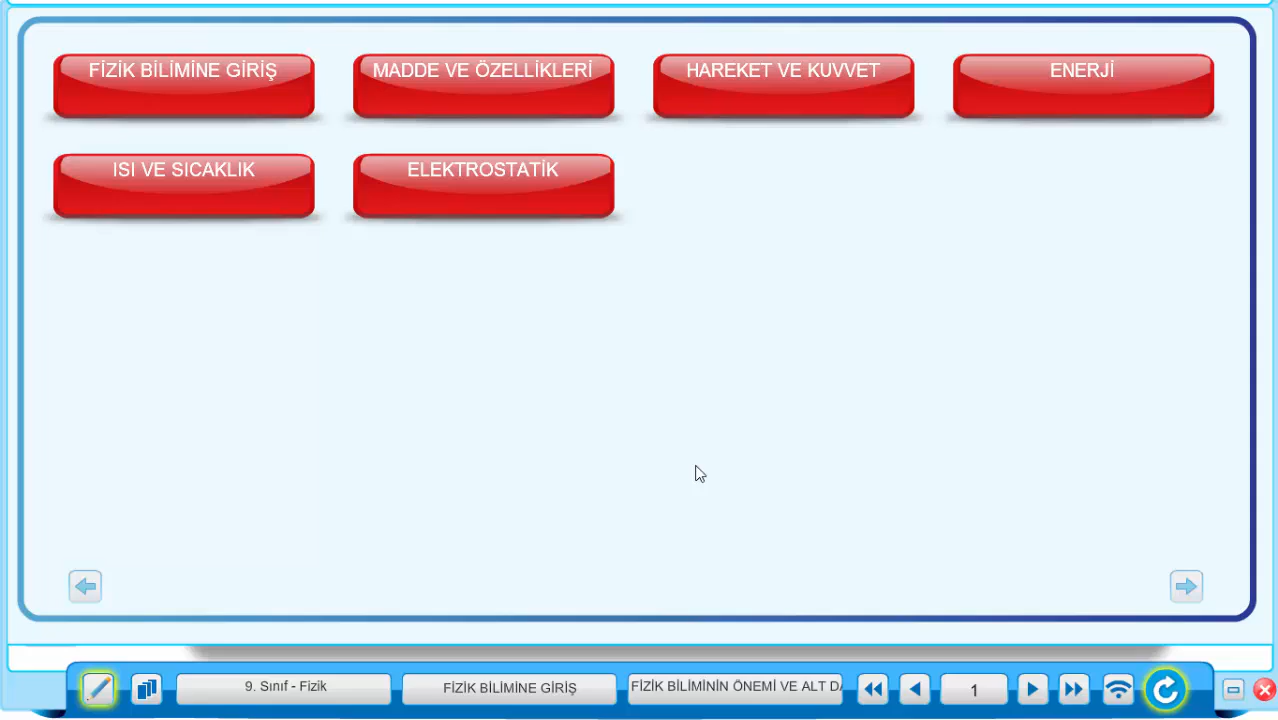 FİZİK BİLİMİNE GİRİŞ
MADDE VE ÖZELLİKLERİ
HAREKET VE KUVVET
ENERJİ
ISI VE SICAKLIK
ELEKTROSTATİK
9. Sınıf - Fizik
FİZİK BİLİMİNE GİRİŞ
FİZİK BİLİMİNİN ÖNEMİ VE ALT DA
1